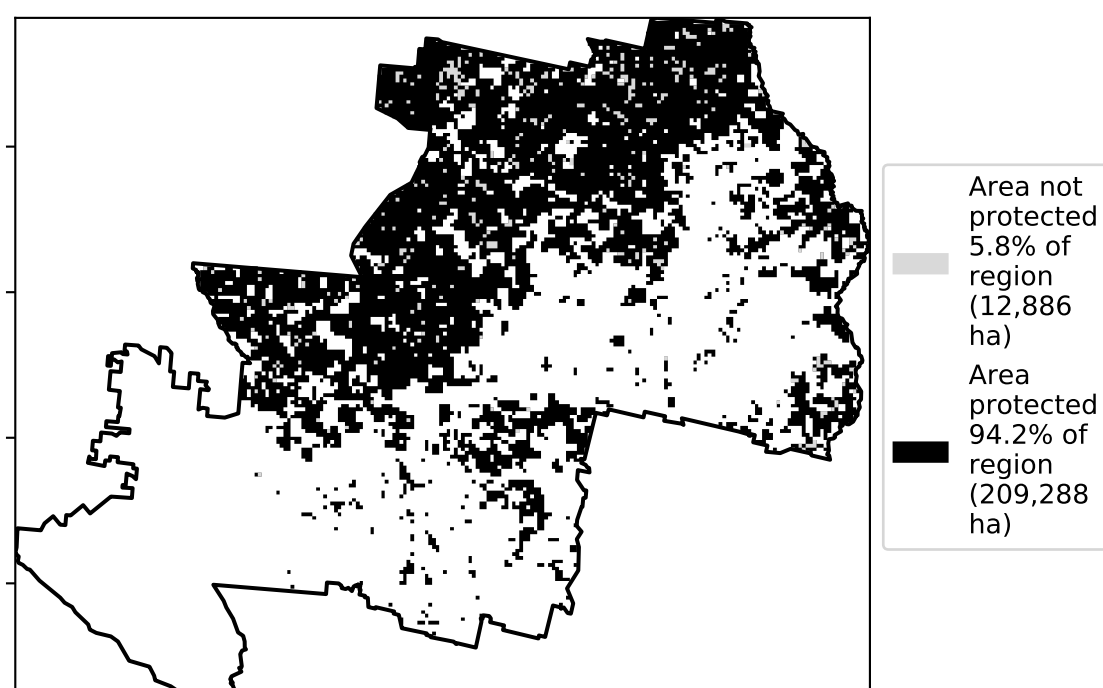 Area not
protected
5.8% of
region
(12,886
ha)
Area
protected
94.2% of
region
(209,288
ha)